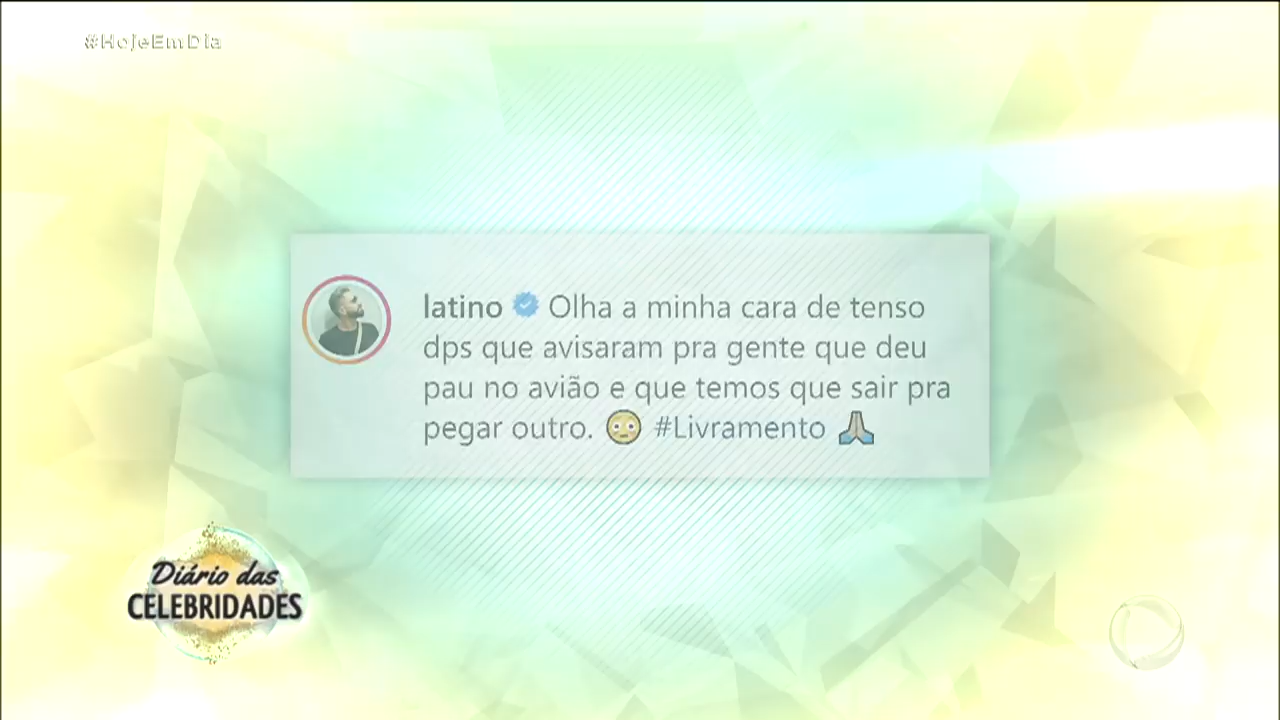 #HojeEmDia
latino Olha a minha cara de tenso
dps que avisaram pra gente que deu
pau no avião e que temos que sair pra
pegar outro. 😳 #Livramento 🙏
Diário das
CELEBRIDADES